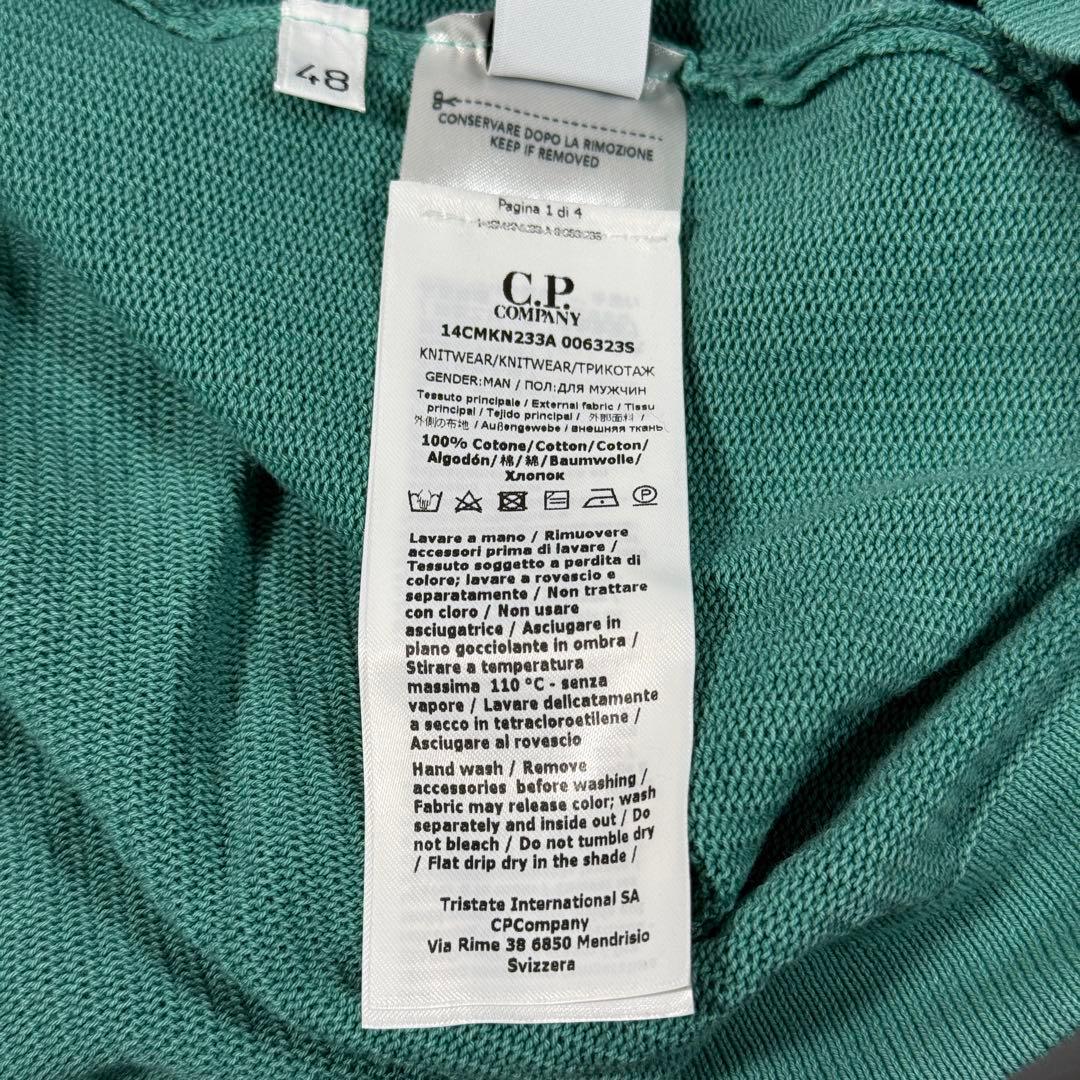 48
CONSERVARE DOPO LA RIMOZIONE
KEEP IF REMOVED
Pagina 1 di 4
C.P.
COMPANY
14CMKN233A 006323S
KNITWEAR/KNITWEAR/ТРИКОТАЖ
GENDER:MAN / ПОЛ:ДЛЯ МУЖЧИН
Tessuto principale / External fabric / Tissu
principal / Tejido principal / 外部面料 /
外側の布地 / Außengewebe / внешняя ткань
100% Cotone/Cotton/Coton/
Algodón/棉/綿/Baumwolle/
Хлопок
Lavare a mano / Rimuovere
accessori prima di lavare /
Tessuto soggetto a perdita di
colore; lavare a rovescio e
separatamente / Non trattare
con cloro / Non usare
asciugatrice / Asciugare in
piano gocciolante in ombra /
Stirare a temperatura
massima 110 °C - senza
vapore / Lavare delicatamente
a secco in tetracloroetilene /
Asciugare al rovescio
Hand wash / Remove
accessories before washing /
Fabric may release color; wash
separately and inside out / Do
not bleach / Do not tumble dry
/ Flat drip dry in the shade /
Tristate International SA
CPCompany
Via Rime 38 6850 Mendrisio
Svizzera